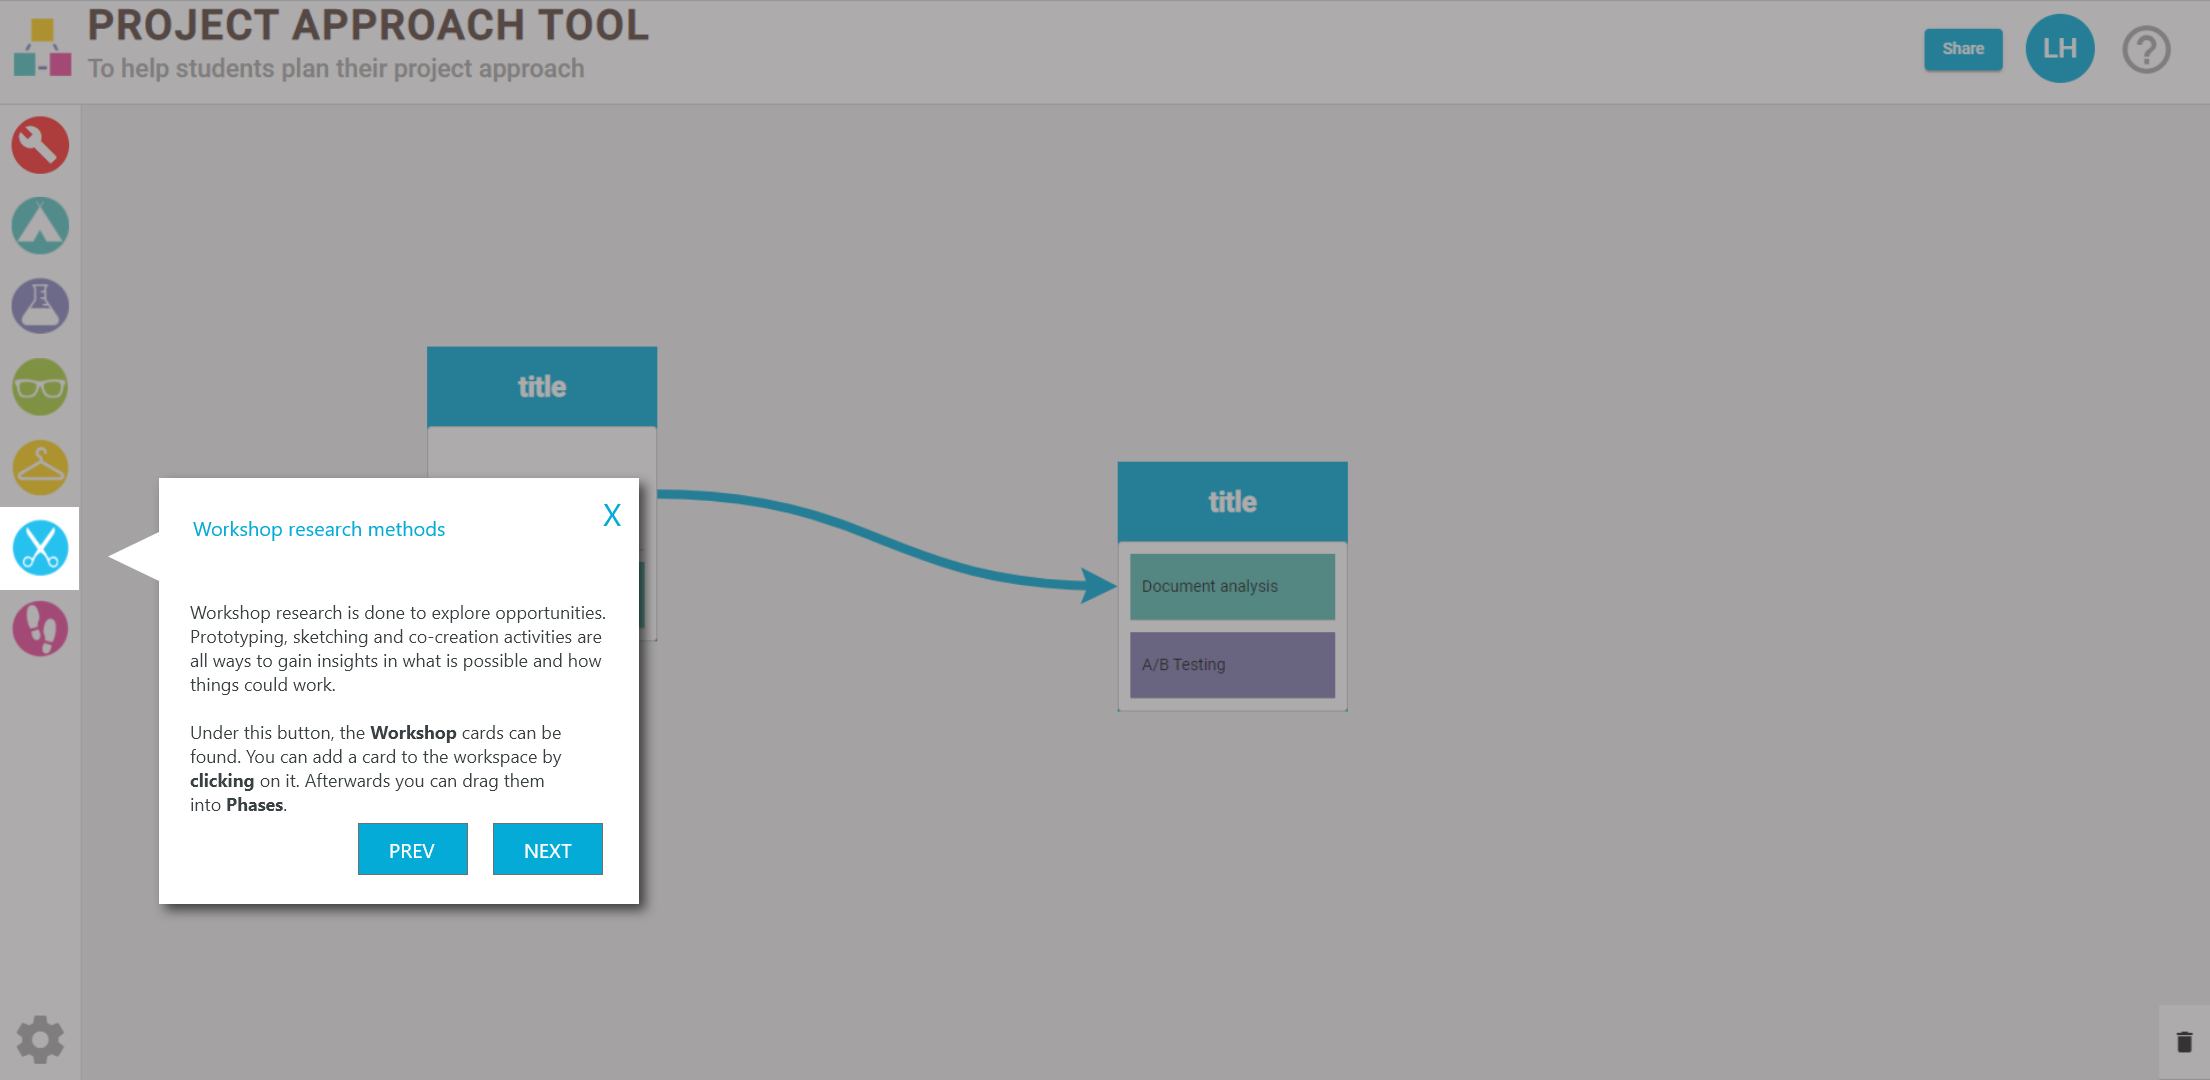 PROJECT APPROACH TOOL
To help students plan their project approach
Share
LH
?
title
title
Document analysis
A/B Testing
X
Workshop research methods
Workshop research is done to explore opportunities.
Prototyping, sketching and co-creation activities are
all ways to gain insights in what is possible and how
things could work.
Under this button, the Workshop cards can be
found. You can add a card to the workspace by
clicking on it. Afterwards you can drag them
into Phases.
PREV
NEXT